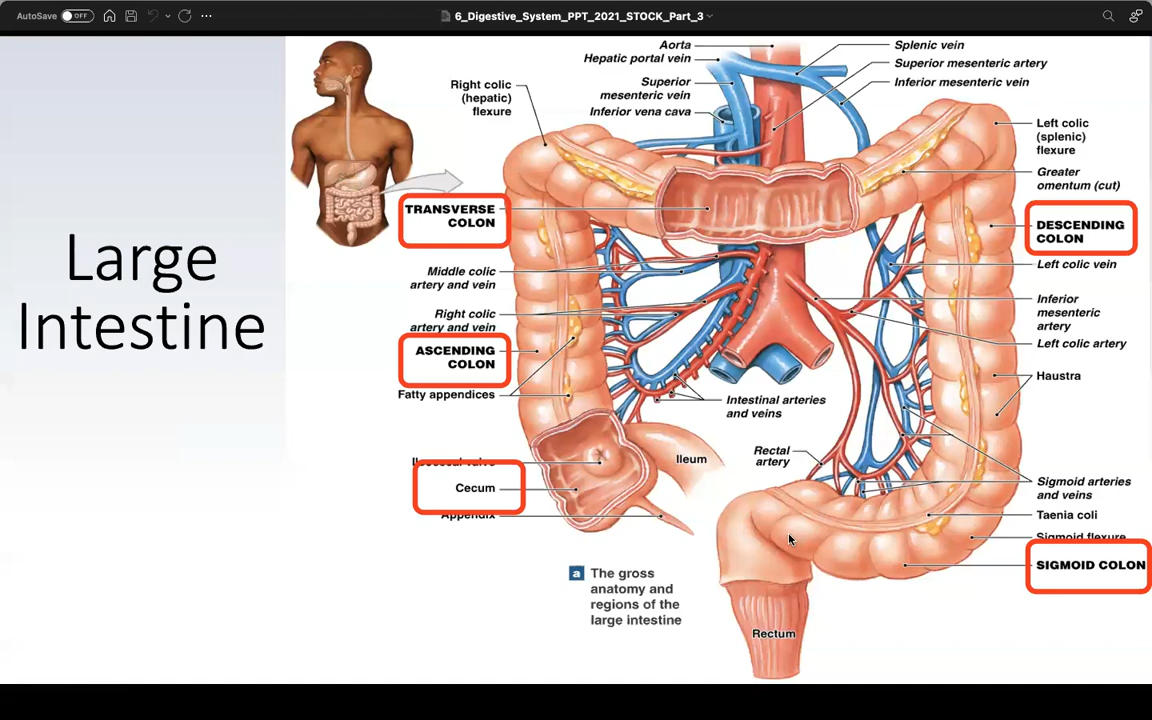 AutoSave OFF
6_Digestive_System_PPT_2021_STOCK_Part_3
Large
Intestine
Aorta
Hepatic portal vein
Superior
mesenteric vein
Inferior vena cava
Right colic
(hepatic)
flexure
TRANSVERSE
COLON
Middle colic
artery and vein
Right colic
artery and vein
ASCENDING
COLON
Fatty appendices
Cecum
Appendix
Ileum
Splenic vein
Superior mesenteric artery
Inferior mesenteric vein
Left colic
(splenic)
flexure
Greater
omentum (cut)
DESCENDING
COLON
Left colic vein
Inferior
mesenteric
artery
Left colic artery
Haustra
Intestinal arteries
and veins
Rectal
artery
Sigmoid arteries
and veins
Taenia coli
Sigmoid flexure
SIGMOID COLON
Rectum
a The gross
anatomy and
regions of the
large intestine